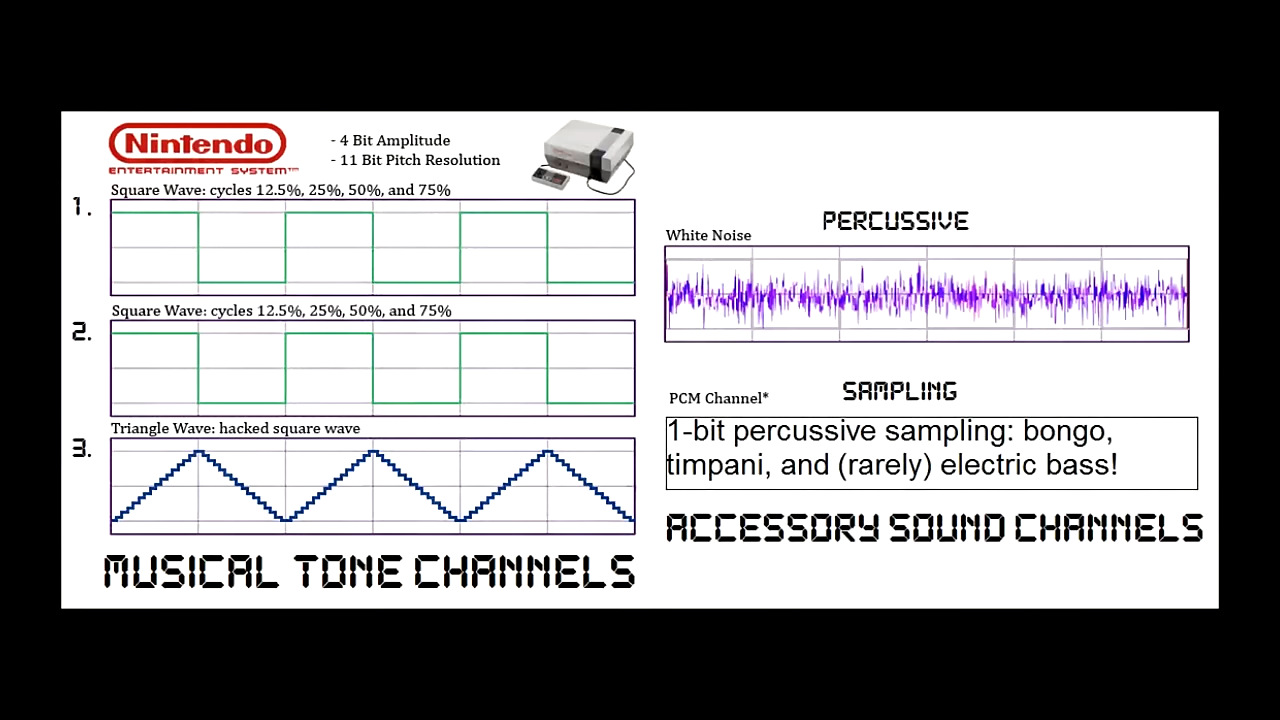 Nintendo
ENTERTAINMENT SYSTEM™
- 4 Bit Amplitude
- 11 Bit Pitch Resolution
Square Wave: cycles 12.5%, 25%, 50%, and 75%
1.
Square Wave: cycles 12.5%, 25%, 50%, and 75%
2.
Triangle Wave: hacked square wave
3.
MUSICAL TONE CHANNELS
PERCUSSIVE
White Noise
SAMPLING
PCM Channel*
1-bit percussive sampling: bongo,
timpani, and (rarely) electric bass!
ACCESSORY SOUND CHANNELS